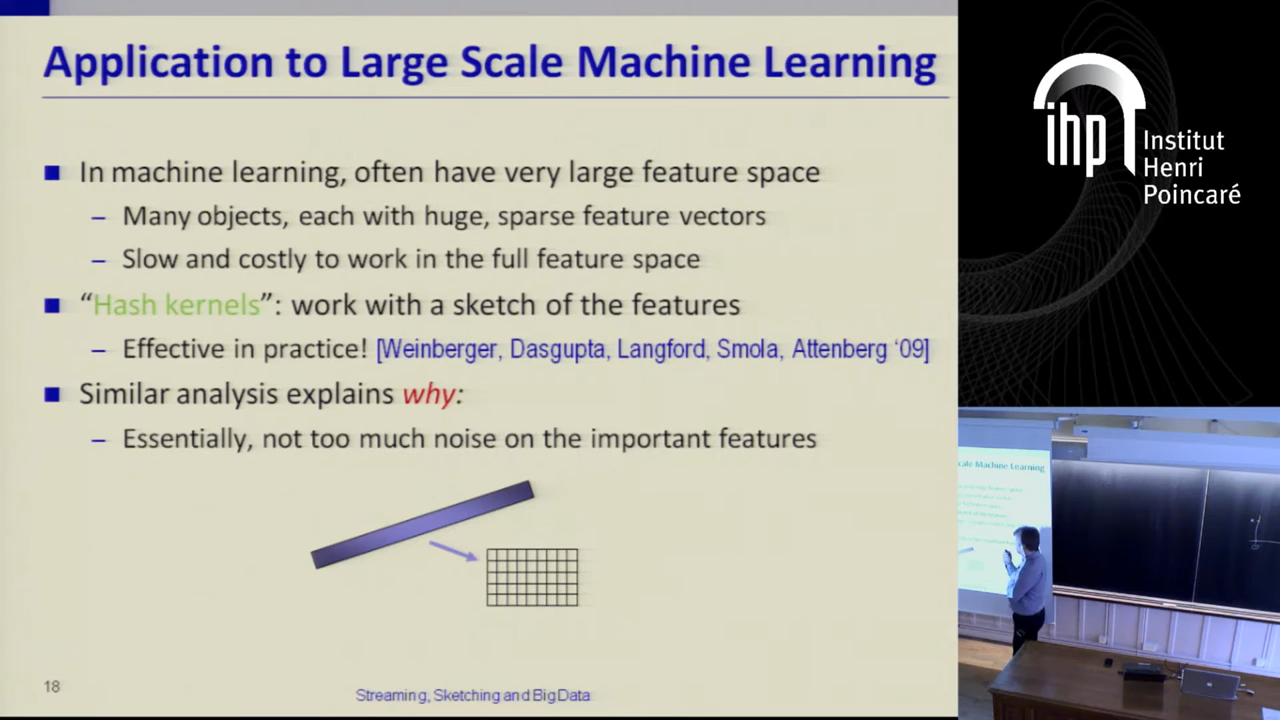 Application to Large Scale Machine Learning
■ In machine learning, often have very large feature space
– Many objects, each with huge, sparse feature vectors
– Slow and costly to work in the full feature space
■ “Hash kernels”: work with a sketch of the features
– Effective in practice! [Weinberger, Dasgupta, Langford, Smola, Attenberg ‘09]
■ Similar analysis explains why:
– Essentially, not too much noise on the important features
18
Streaming, Sketching and Big Data
ihp
Institut
Henri
Poincaré
cale Machine Learning